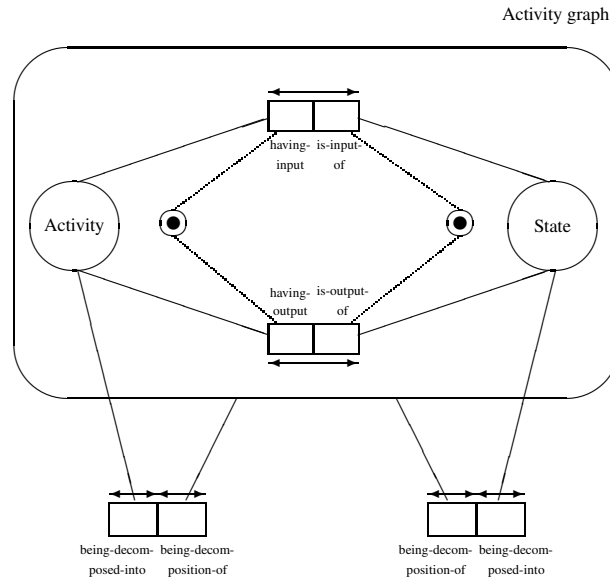 Activity graph
having- is-input-
input of
Activity
State
having- is-output-
output of
being-decom- being-decom- being-decom- being-decom-
posed-into position-of position-of posed-into